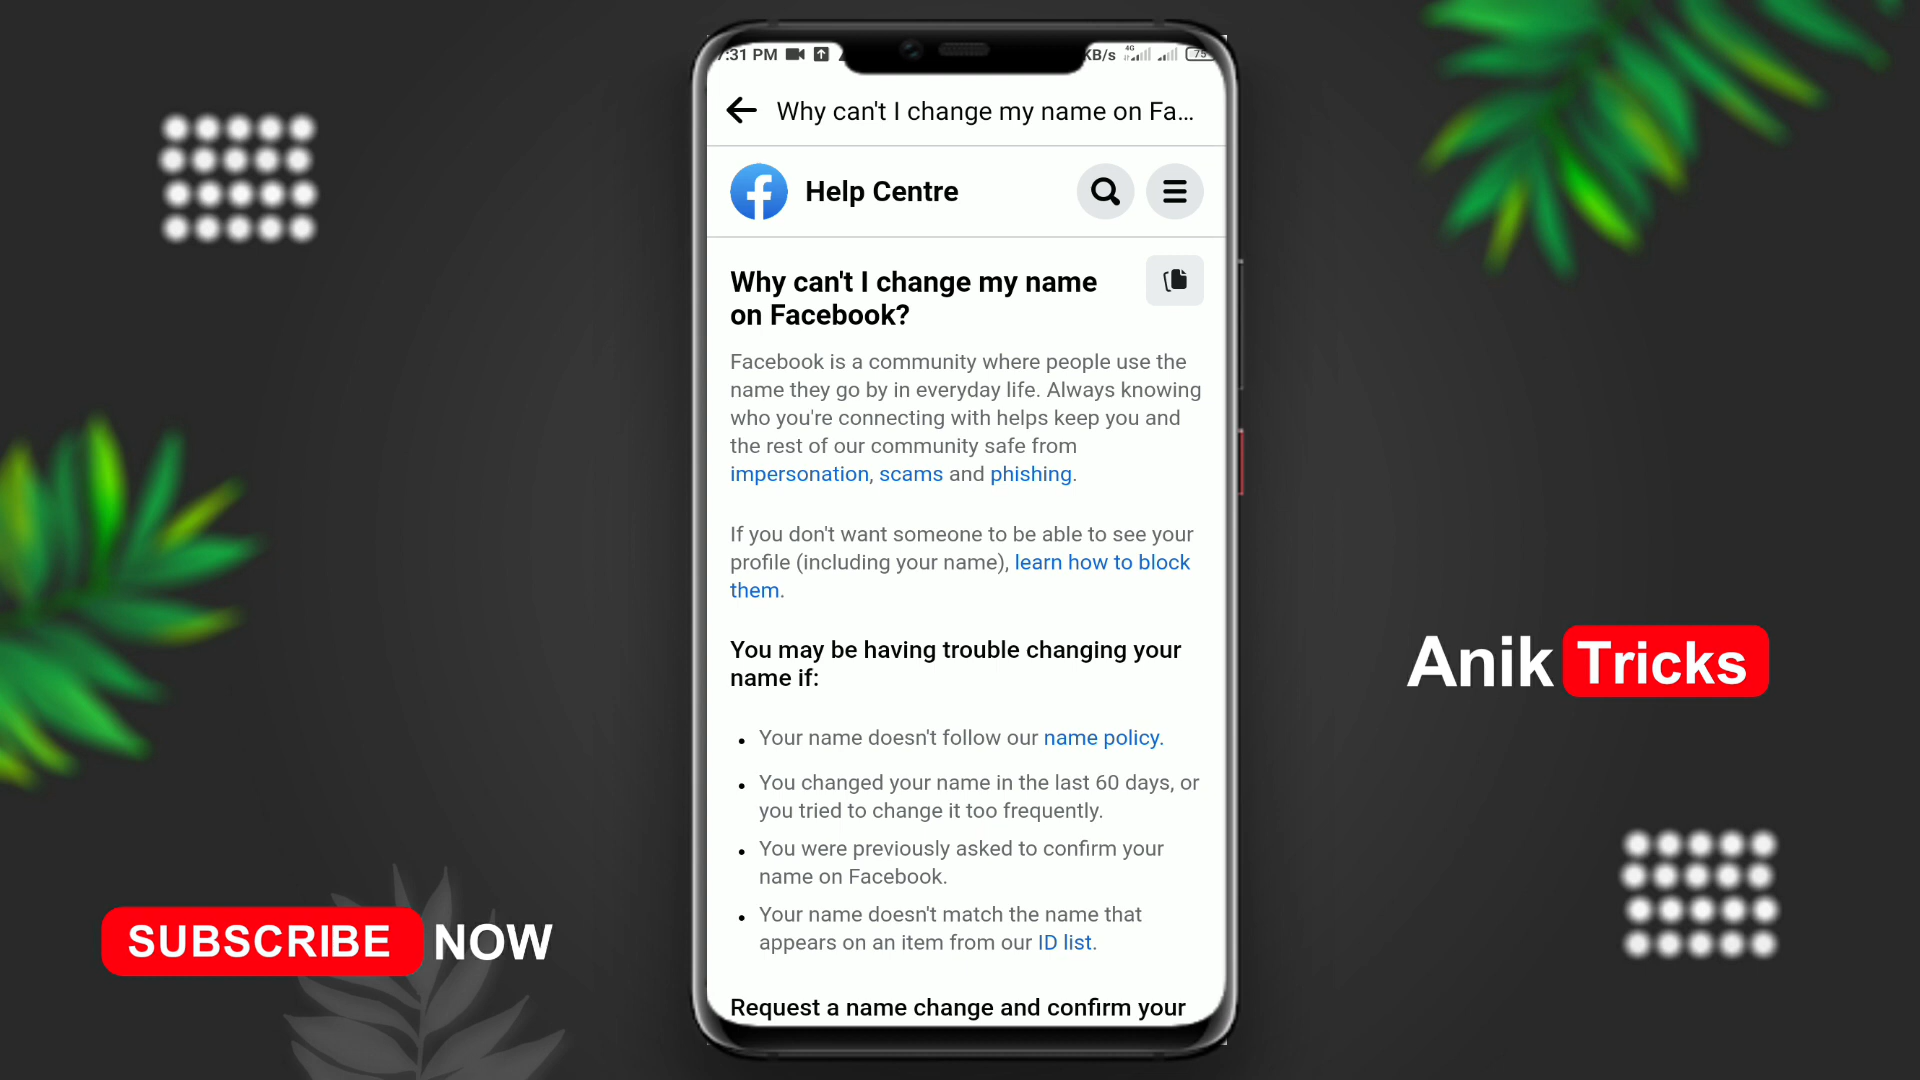 :31 PM
KB/s 4G 75
Why can't I change my name on Fa...
Help Centre
Why can't I change my name
on Facebook?
Facebook is a community where people use the
name they go by in everyday life. Always knowing
who you're connecting with helps keep you and
the rest of our community safe from
impersonation, scams and phishing.
If you don't want someone to be able to see your
profile (including your name), learn how to block
them.
You may be having trouble changing your
name if:
• Your name doesn't follow our name policy.
• You changed your name in the last 60 days, or
you tried to change it too frequently.
• You were previously asked to confirm your
name on Facebook.
• Your name doesn't match the name that
appears on an item from our ID list.
Request a name change and confirm your
Anik Tricks
SUBSCRIBE NOW